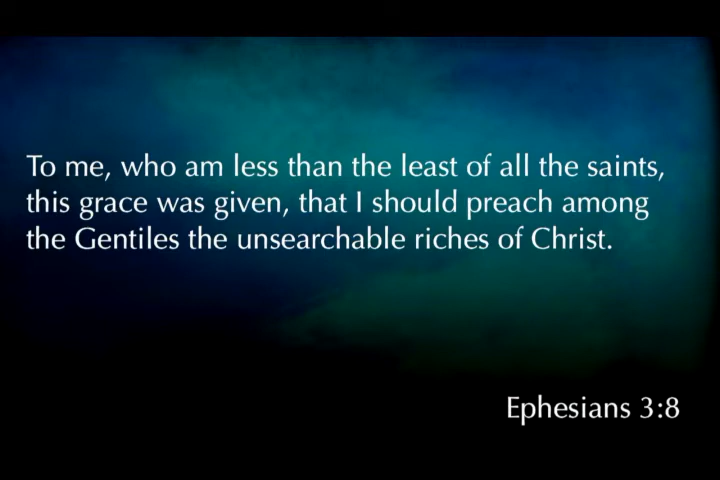 To me, who am less than the least of all the saints,
this grace was given, that I should preach among
the Gentiles the unsearchable riches of Christ.
Ephesians 3:8